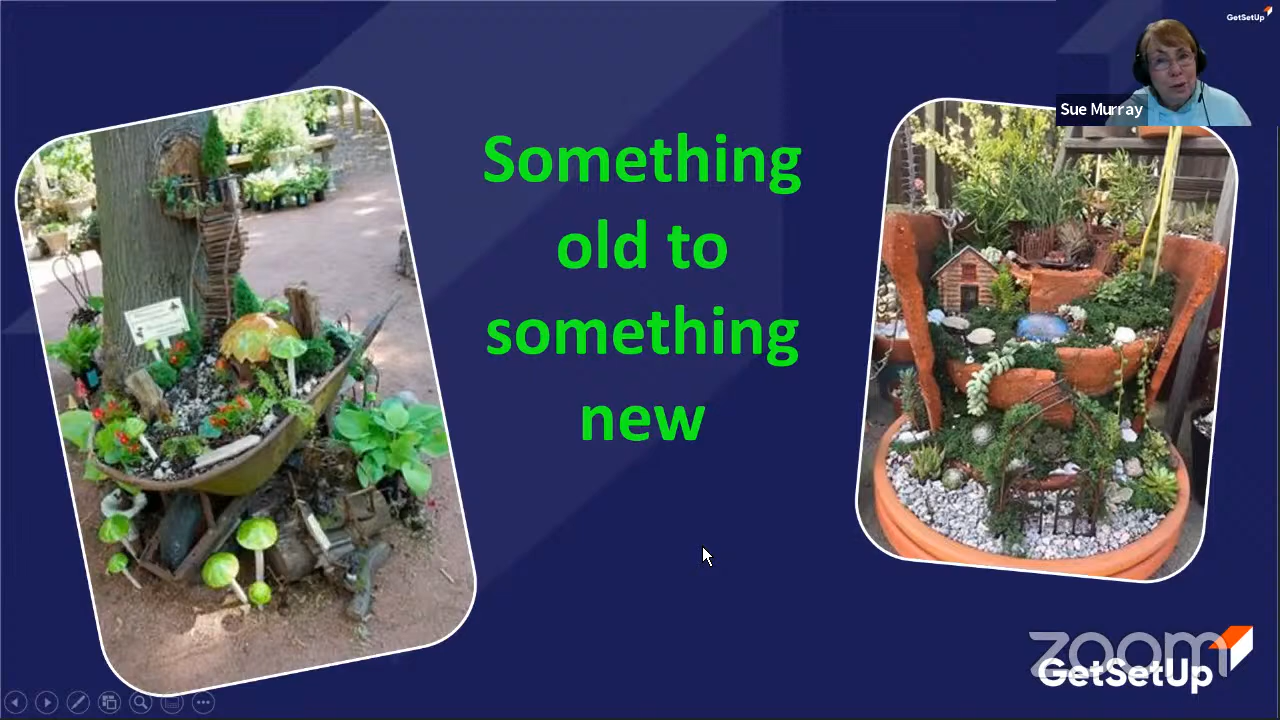 GetSetUp
Sue Murray
Something
old to
something
new
zoom
GetSetUp